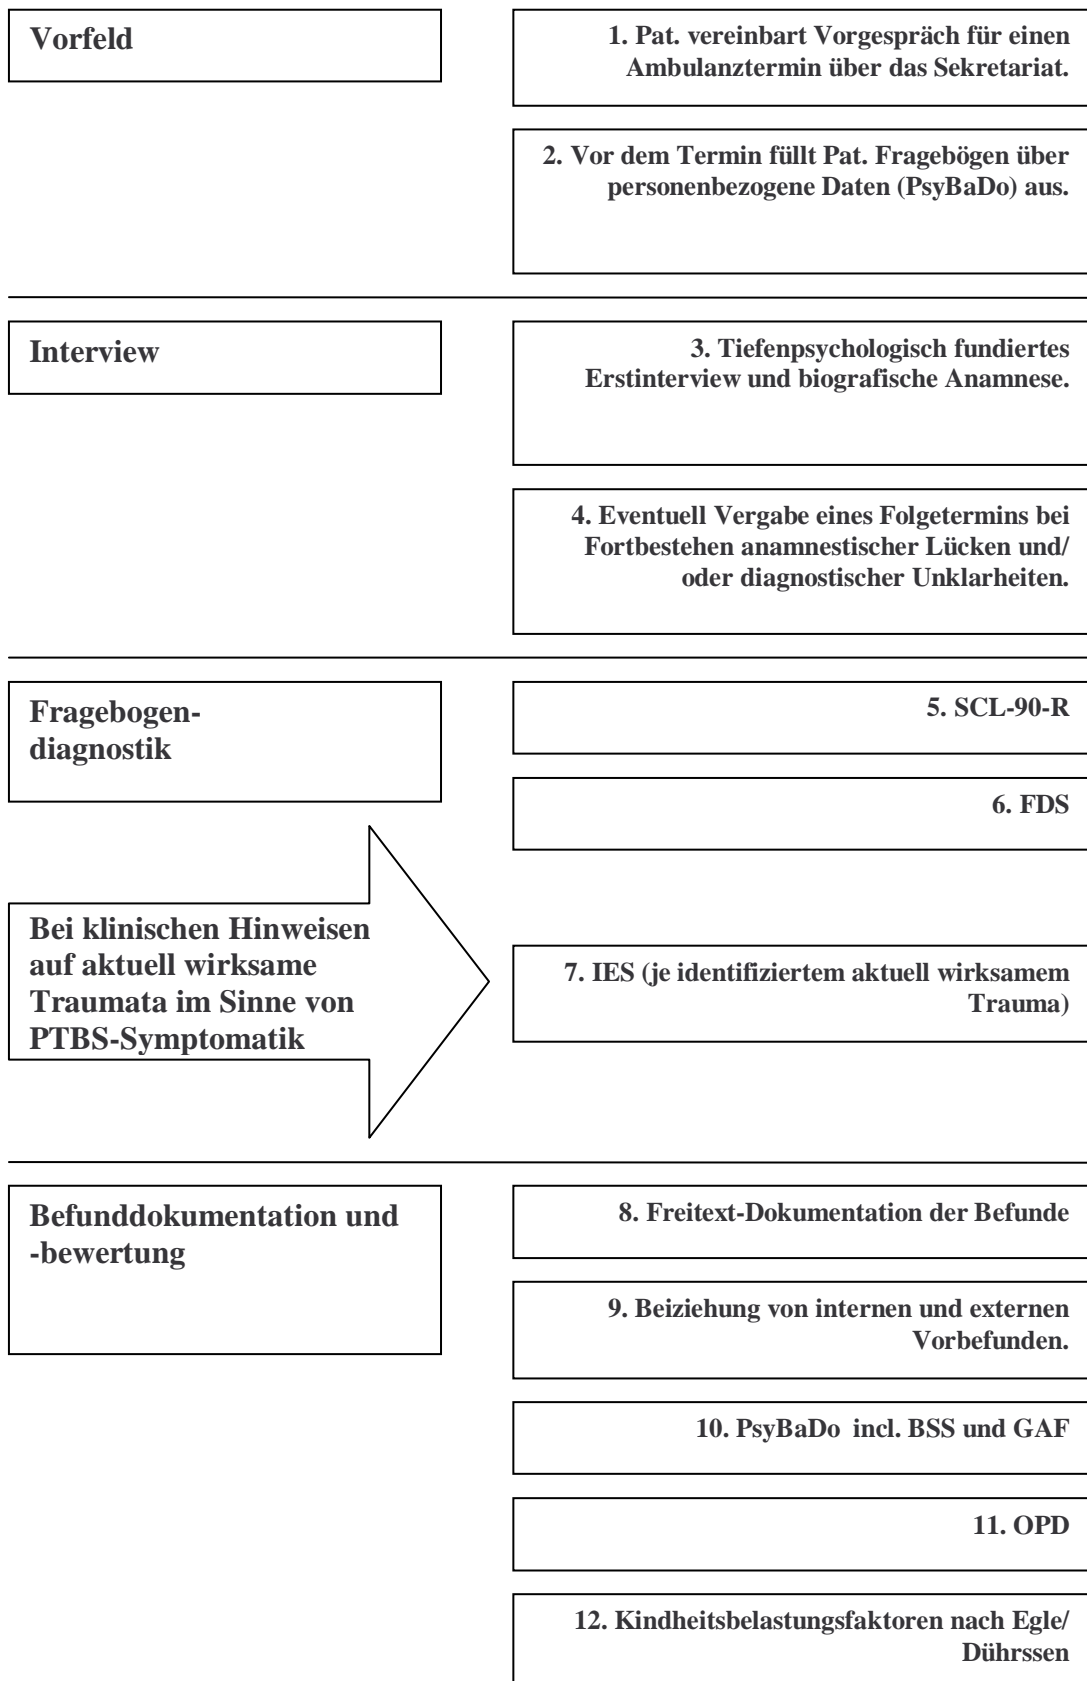 Vorfeld
1. Pat. vereinbart Vorgespräch für einen
Ambulanztermin über das Sekretariat.
2. Vor dem Termin füllt Pat. Fragebögen über
personenbezogene Daten (PsyBaDo) aus.
Interview
3. Tiefenpsychologisch fundiertes
Erstinterview und biografische Anamnese.
4. Eventuell Vergabe eines Folgetermins bei
Fortbestehen anamnestischer Lücken und/
oder diagnostischer Unklarheiten.
Fragebogen-
diagnostik
5. SCL-90-R
6. FDS
Bei klinischen Hinweisen
auf aktuell wirksame
Traumata im Sinne von
PTBS-Symptomatik
7. IES (je identifiziertem aktuell wirksamem
Trauma)
Befunddokumentation und
-bewertung
8. Freitext-Dokumentation der Befunde
9. Beiziehung von internen und externen
Vorbefunden.
10. PsyBaDo incl. BSS und GAF
11. OPD
12. Kindheitsbelastungsfaktoren nach Egle/
Dührssen